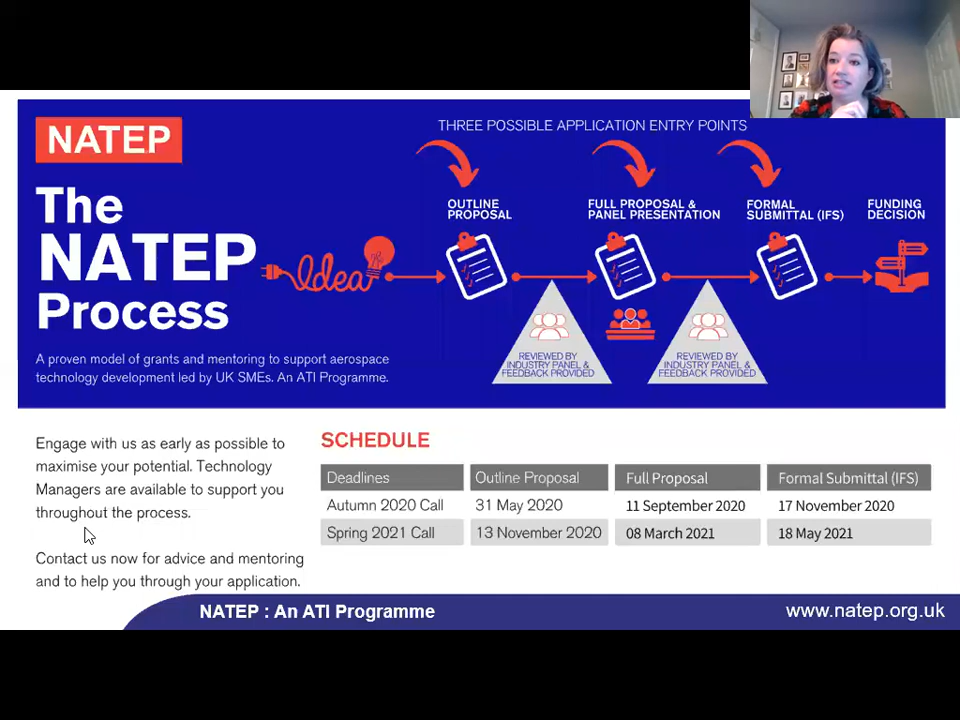 THREE POSSIBLE APPLICATION ENTRY POINTS
NATEP
The
NATEP
Process
A proven model of grants and mentoring to support aerospace
technology development led by UK SMEs. An ATI Programme.
Idea
OUTLINE
PROPOSAL
FULL PROPOSAL &
PANEL PRESENTATION
FORMAL
SUBMITTAL (IFS)
FUNDING
DECISION
REVIEWED BY
INDUSTRY PANEL &
FEEDBACK PROVIDED
REVIEWED BY
INDUSTRY PANEL &
FEEDBACK PROVIDED
Engage with us as early as possible to
maximise your potential. Technology
Managers are available to support you
throughout the process.
Contact us now for advice and mentoring
and to help you through your application.
SCHEDULE
Deadlines Outline Proposal Full Proposal Formal Submittal (IFS)
Autumn 2020 Call 31 May 2020 11 September 2020 17 November 2020
Spring 2021 Call 13 November 2020 08 March 2021 18 May 2021
NATEP : An ATI Programme www.natep.org.uk